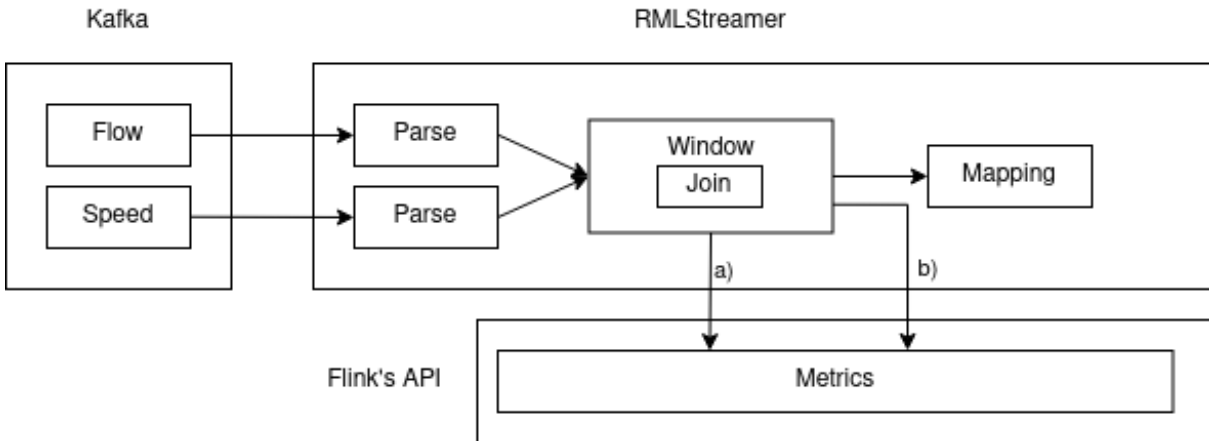 Kafka
RMLStreamer
Flow
Parse
Window
Join
Mapping
Speed
Parse
a)
b)
Flink's API
Metrics